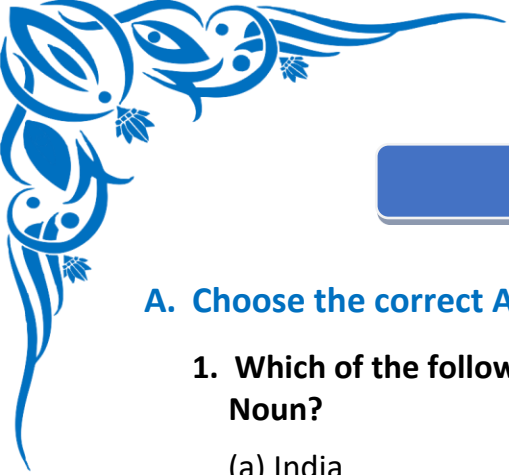 A. Choose the correct A
1. Which of the follow
Noun?
(a) India